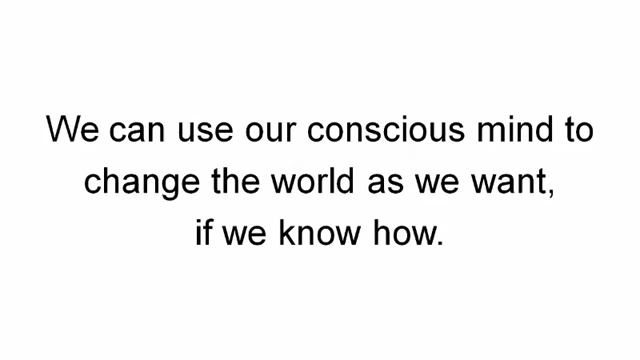 We can use our conscious mind to
change the world as we want,
if we know how.